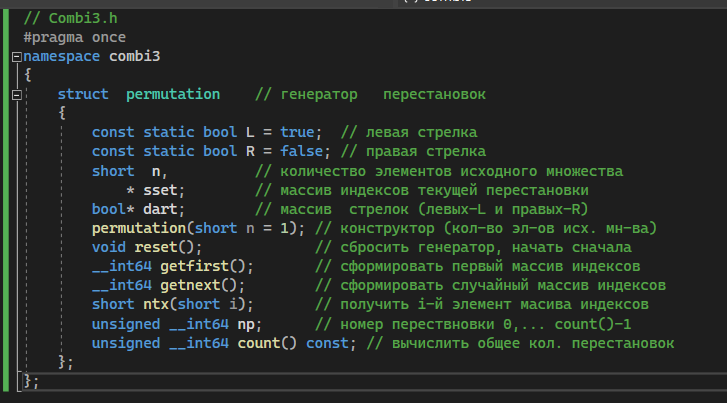 // Combi3.h
#pragma once
namespace combi3
{
struct permutation // генератор перестановок
{
const static bool L = true; // левая стрелка
const static bool R = false; // правая стрелка
short n, // количество элементов исходного множества
* sset; // массив индексов текущей перестановки
bool* dart; // массив стрелок (левых-L и правых-R)
permutation(short n = 1); // конструктор (кол-во эл-ов исх. мн-ва)
void reset(); // сбросить генератор, начать сначала
__int64 getfirst(); // сформировать первый массив индексов
__int64 getnext(); // сформировать случайный массив индексов
short ntx(short i); // получить i-й элемент масива индексов
unsigned __int64 np; // номер перествновки 0,... count()-1
unsigned __int64 count() const; // вычислить общее кол. перестановок
};
};